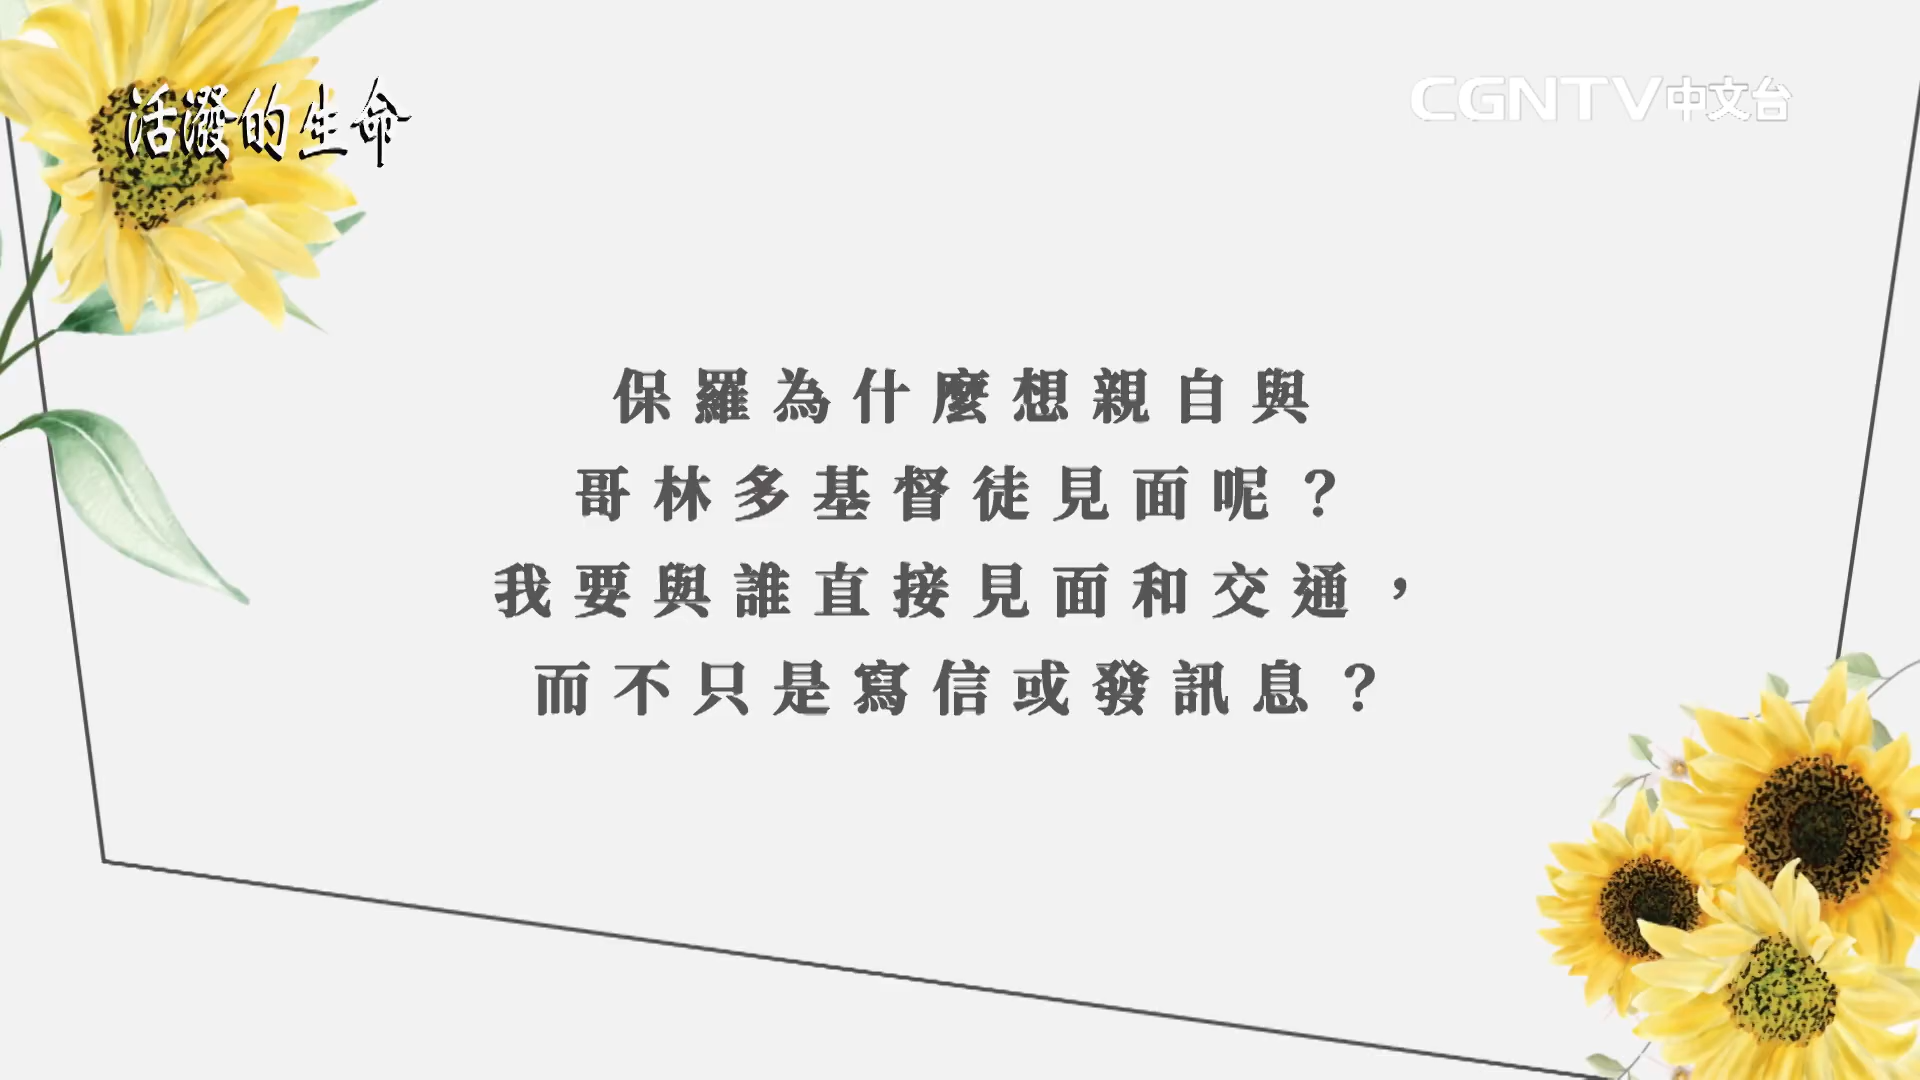 活潑的生命
CGNTV中文台
保羅為什麼想親自與
哥林多基督徒見面呢？
我要與誰直接見面和交通，
而不只是寫信或發訊息？